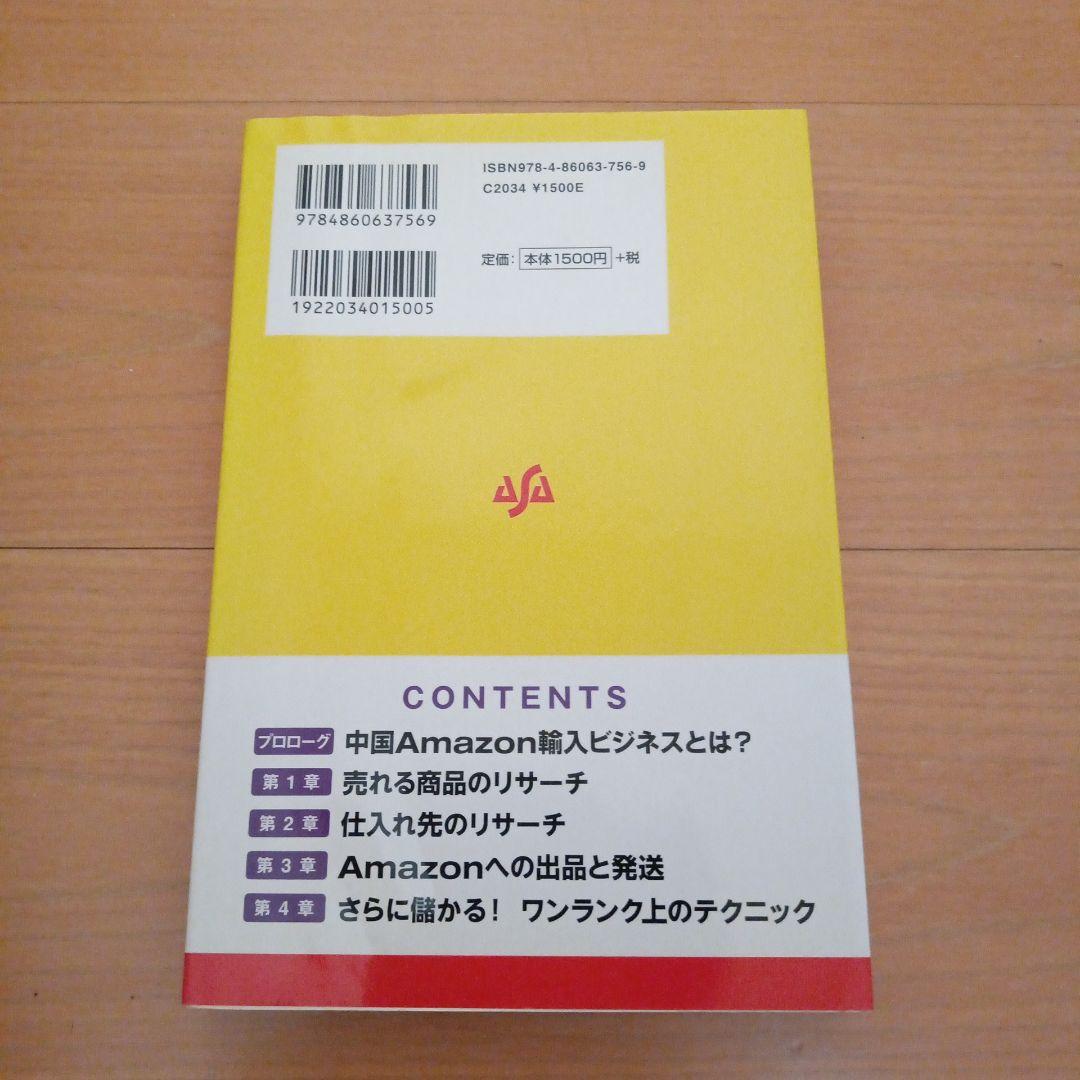 ISBN978-4-86063-756-9
C2034 ¥1500E
9784860637569
定価: 本体1500円 +税
1922034015005
ASA
CONTENTS
プロローグ 中国Amazon輸入ビジネスとは?
第1章 売れる商品のリサーチ
第2章 仕入れ先のリサーチ
第3章 Amazonへの出品と発送
第4章 さらに儲かる! ワンランク上のテクニック